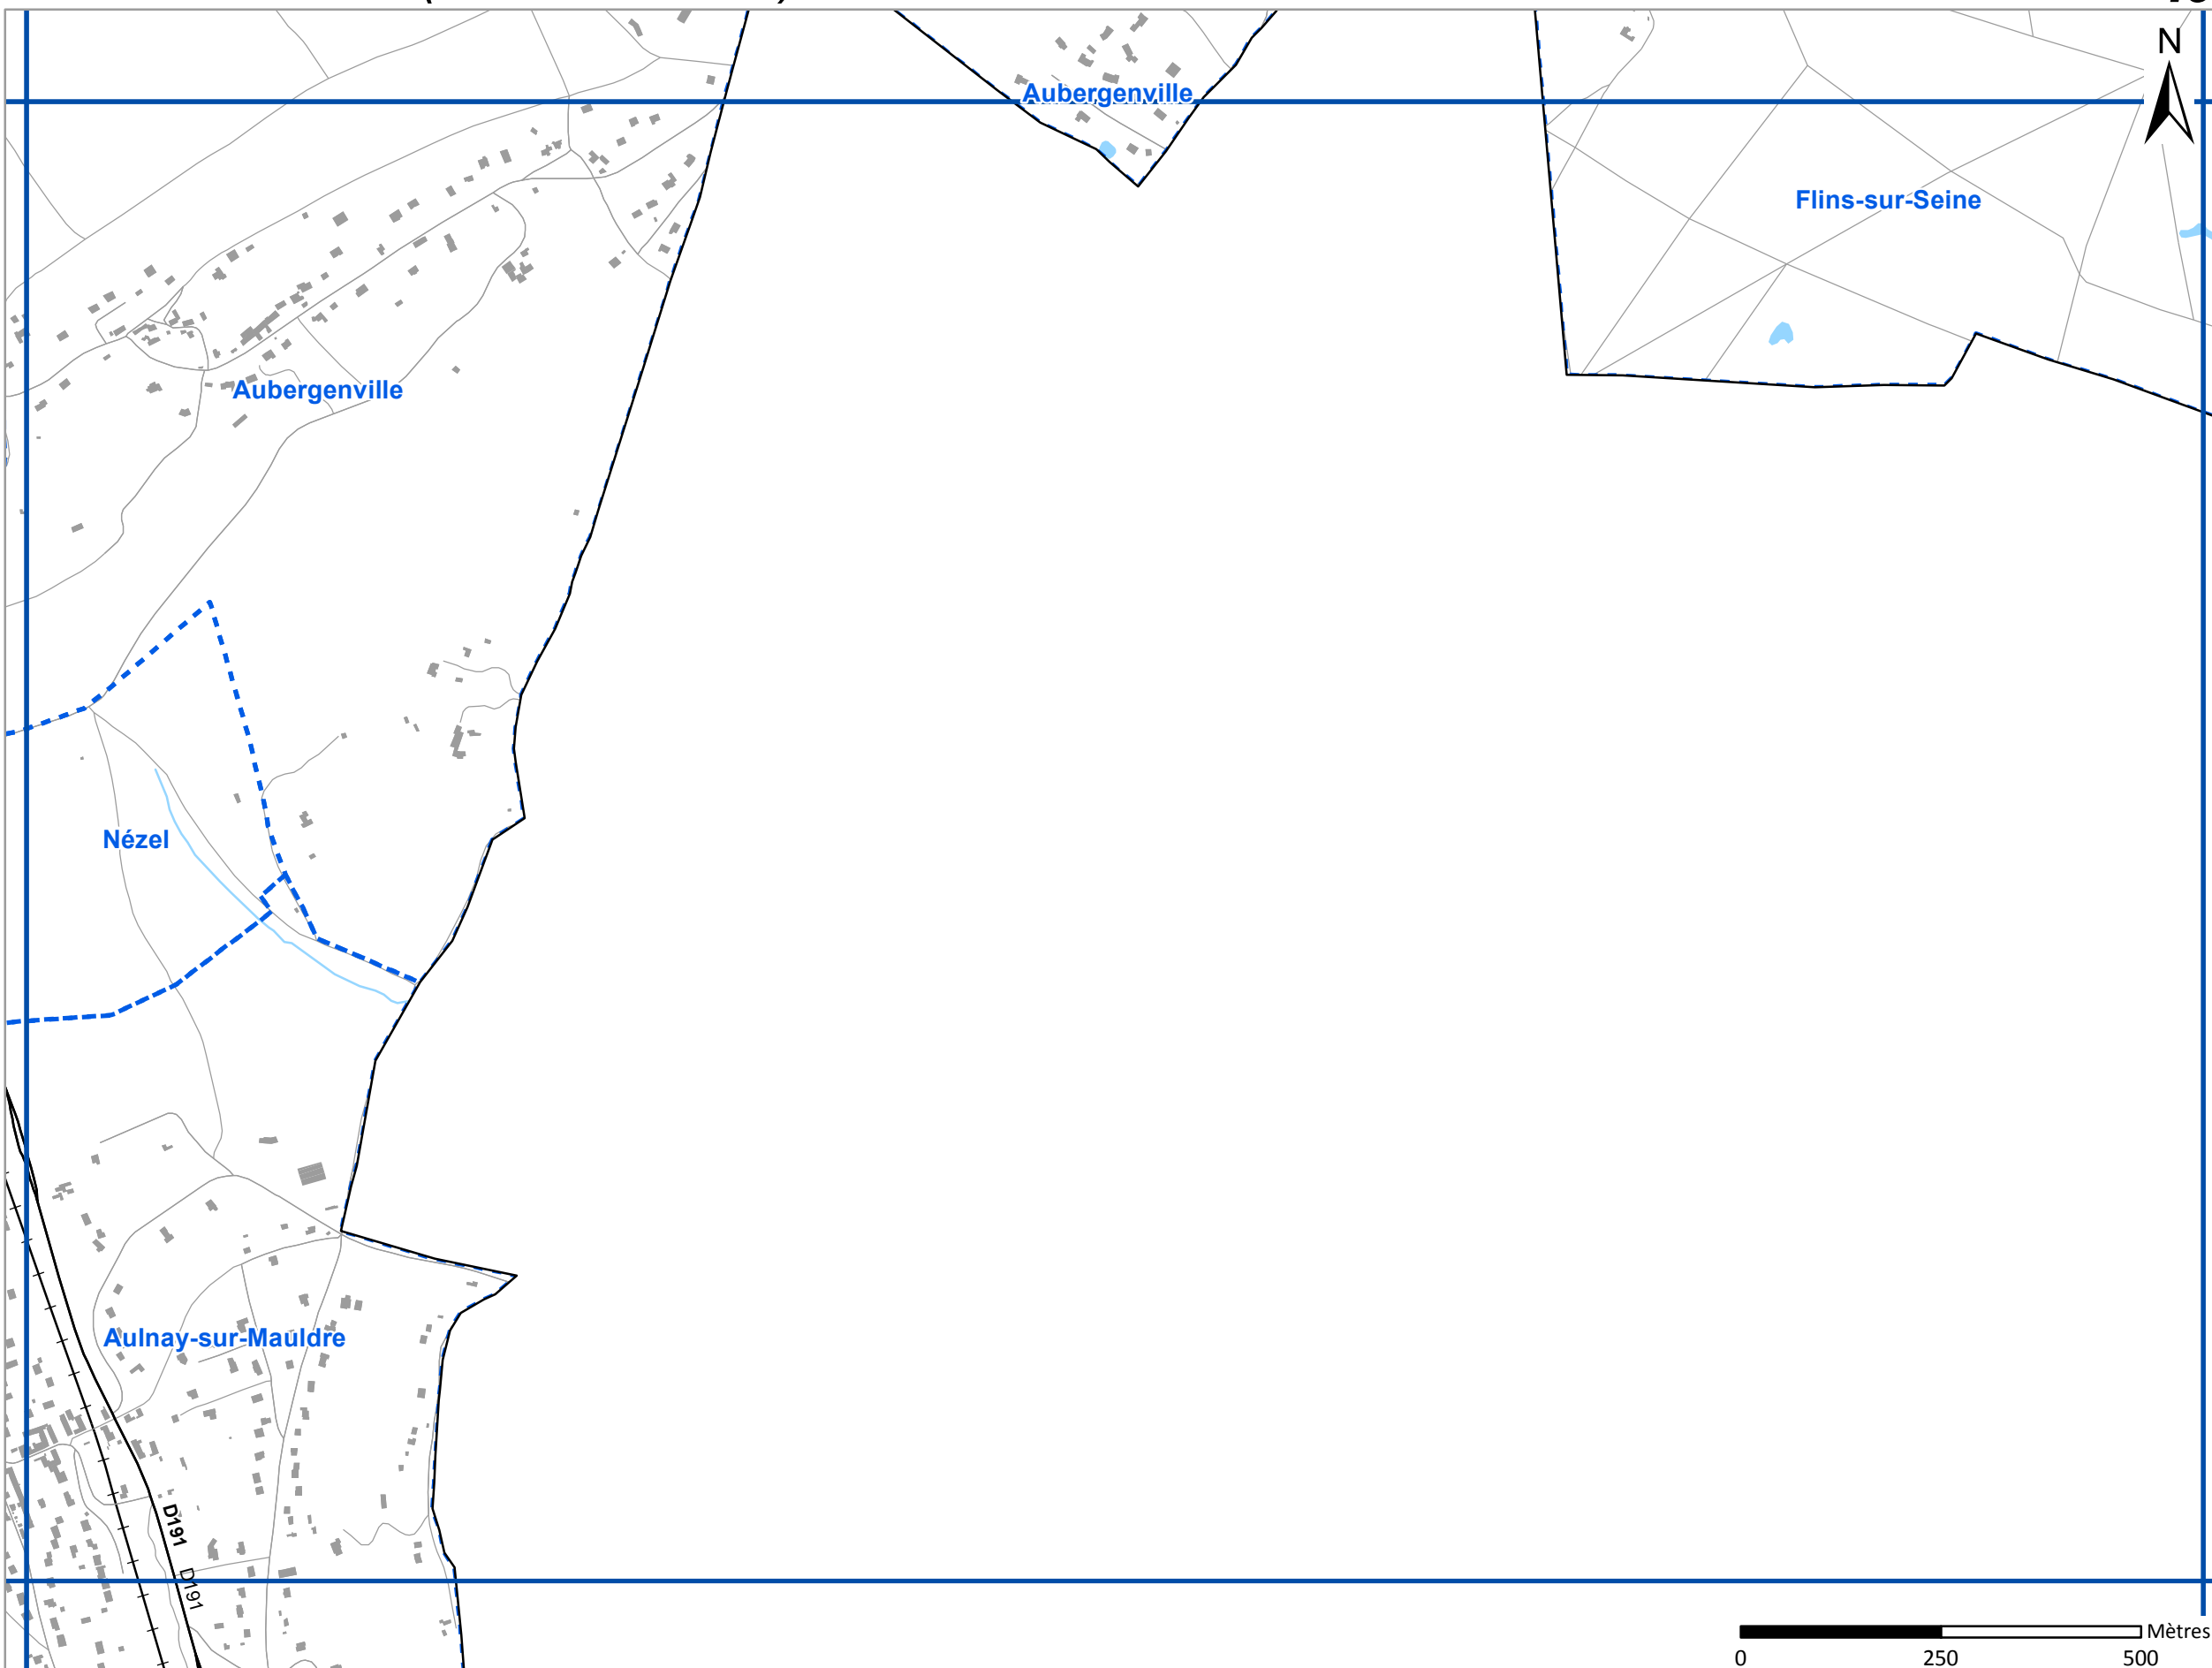 N
Aubergenville
Flins-sur-Seine
Aubergenville
Nézel
Aulnay-sur-Mauldre
D191
D191
Mètres
0 250 500